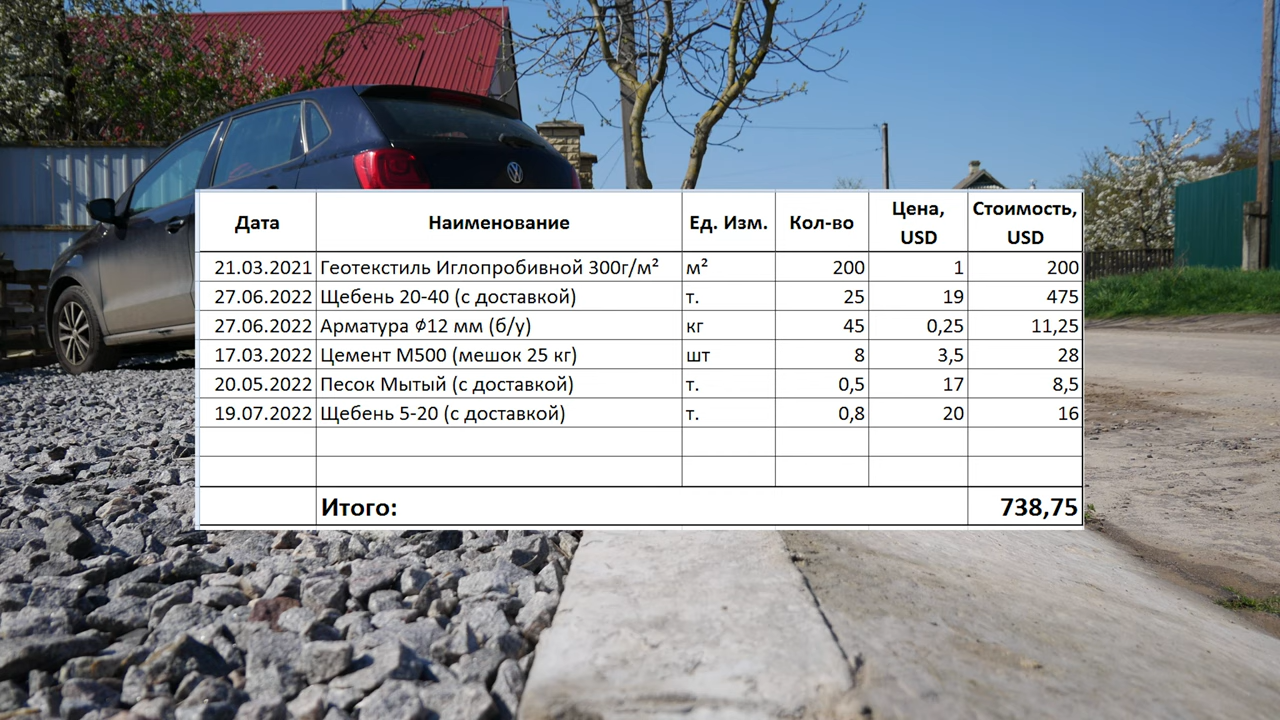 Дата Наименование Ед. Изм. Кол-во Цена, USD Стоимость, USD
21.03.2021 Геотекстиль Иглопробивной 300г/м² м² 200 1 200
27.06.2022 Щебень 20-40 (с доставкой) т. 25 19 475
27.06.2022 Арматура ∅12 мм (б/у) кг 45 0,25 11,25
17.03.2022 Цемент М500 (мешок 25 кг) шт 8 3,5 28
20.05.2022 Песок Мытый (с доставкой) т. 0,5 17 8,5
19.07.2022 Щебень 5-20 (с доставкой) т. 0,8 20 16
Итого: 738,75